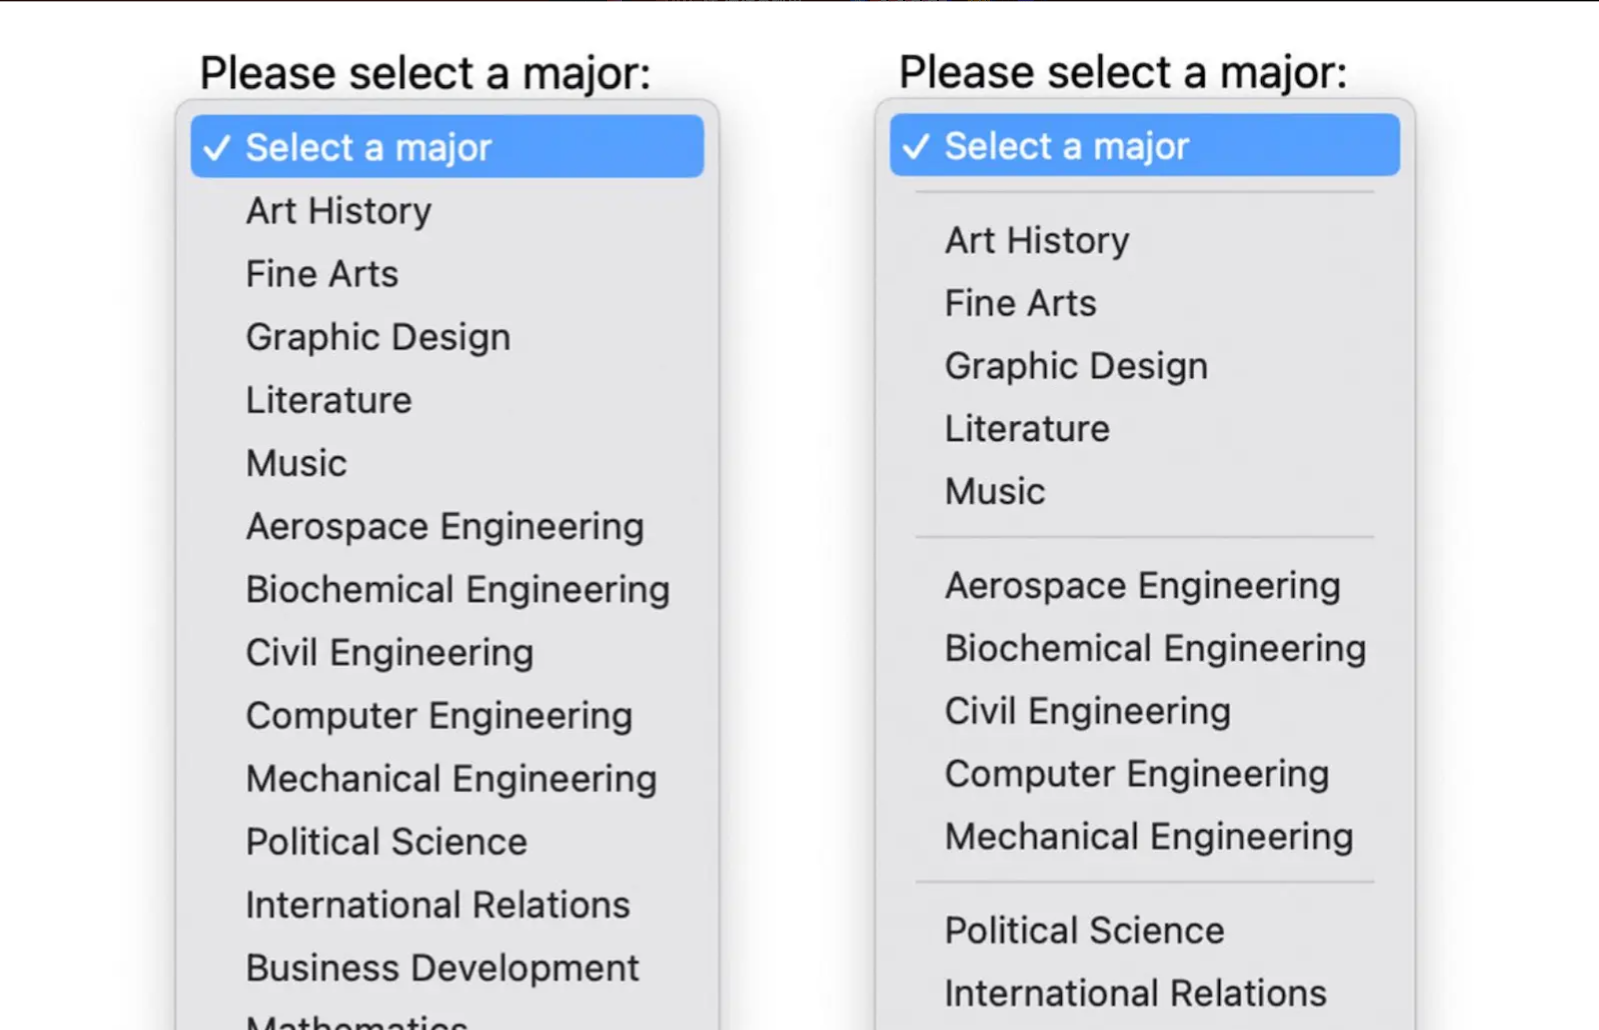 Please select a major:
✓ Select a major
Art History
Fine Arts
Graphic Design
Literature
Music
Aerospace Engineering
Biochemical Engineering
Civil Engineering
Computer Engineering
Mechanical Engineering
Political Science
International Relations
Business Development
Mathematics
Please select a major:
✓ Select a major
Art History
Fine Arts
Graphic Design
Literature
Music
Aerospace Engineering
Biochemical Engineering
Civil Engineering
Computer Engineering
Mechanical Engineering
Political Science
International Relations